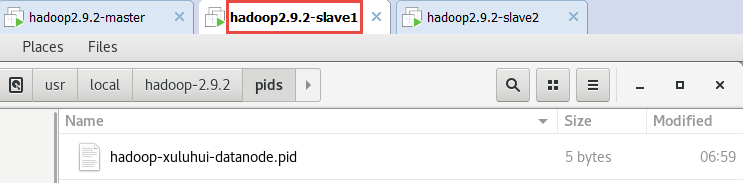 hadoop2.9.2-master × hadoop2.9.2-slave1 × hadoop2.9.2-slave2 ×
Places Files
usr local hadoop-2.9.2 pids
Name Size Modified
hadoop-xuluhui-datanode.pid 5 bytes 06:59